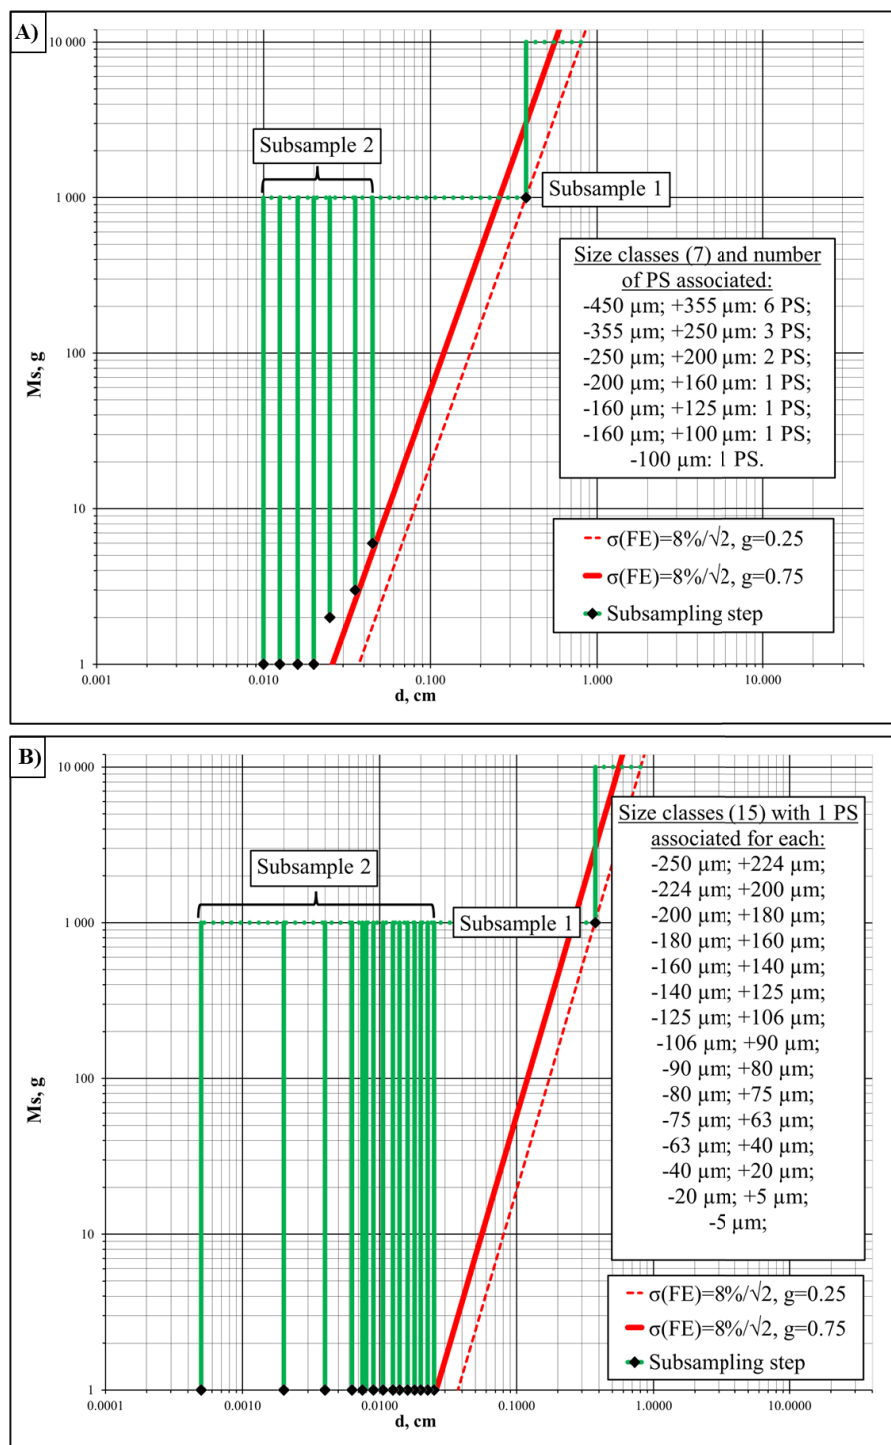 A)
10 000
1 000
100
10
1
Ms, g
0.001
0.010
0.100
1.000
10.000
d, cm
Subsample 2
Subsample 1
Size classes (7) and number
of PS associated:
-450 µm; +355 µm: 6 PS;
-355 µm; +250 µm: 3 PS;
-250 µm; +200 µm: 2 PS;
-200 µm; +160 µm: 1 PS;
-160 µm; +125 µm: 1 PS;
-160 µm; +100 µm: 1 PS;
-100 µm: 1 PS.
σ(FE)=8%/√2, g=0.25
σ(FE)=8%/√2, g=0.75
Subsampling step
B)
10 000
1 000
100
10
1
Ms, g
0.0001
0.0010
0.0100
0.1000
1.0000
10.0000
d, cm
Subsample 2
Subsample 1
Size classes (15) with 1 PS
associated for each:
-250 µm; +224 µm;
-224 µm; +200 µm;
-200 µm; +180 µm;
-180 µm; +160 µm;
-160 µm; +140 µm;
-140 µm; +125 µm;
-125 µm; +106 µm;
-106 µm; +90 µm;
-90 µm; +80 µm;
-80 µm; +75 µm;
-75 µm; +63 µm;
-63 µm; +40 µm;
-40 µm; +20 µm;
-20 µm; +5 µm;
-5 µm;
σ(FE)=8%/√2, g=0.25
σ(FE)=8%/√2, g=0.75
Subsampling step